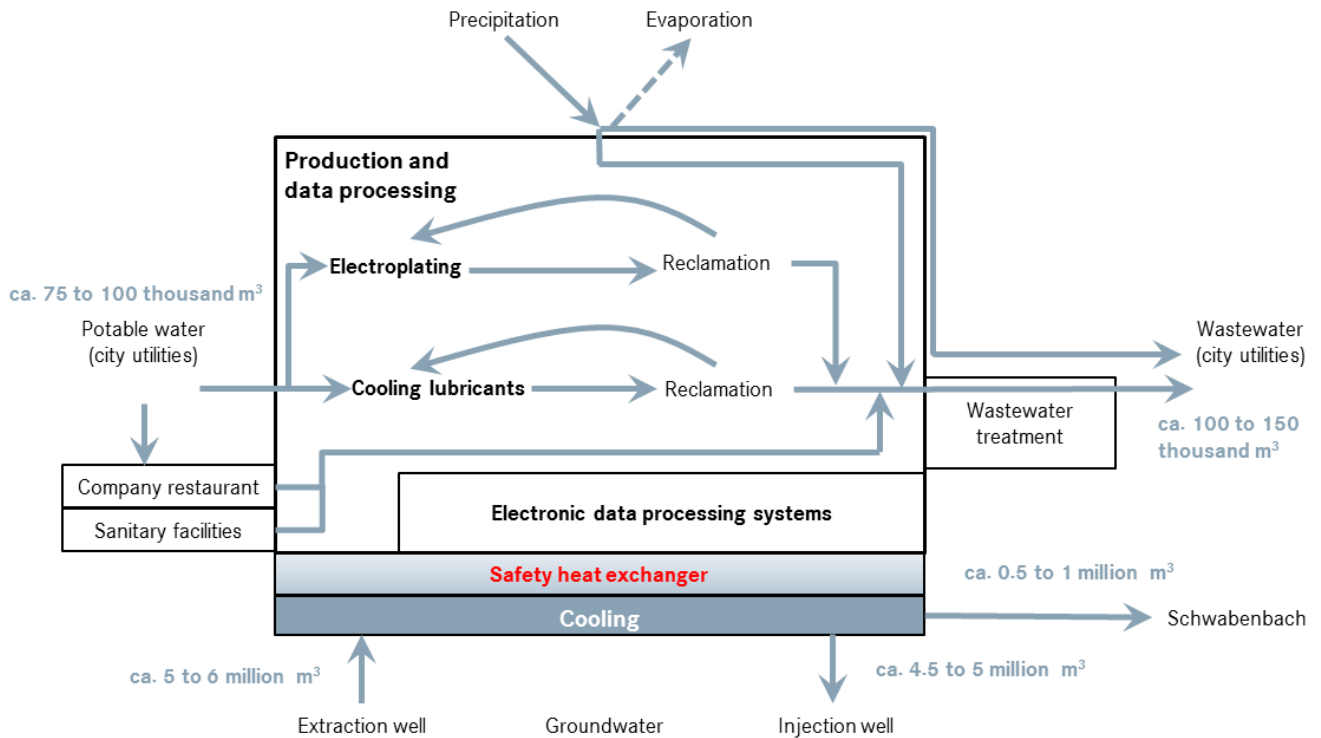 Precipitation
Evaporation
Production and
data processing
Electroplating
Reclamation
ca. 75 to 100 thousand m³
Potable water
(city utilities)
Wastewater
(city utilities)
Cooling lubricants
Reclamation
Wastewater
treatment
ca. 100 to 150
thousand m³
Company restaurant
Sanitary facilities
Electronic data processing systems
Safety heat exchanger
ca. 0.5 to 1 million m³
Cooling
Schwabenbach
ca. 5 to 6 million m³
ca. 4.5 to 5 million m³
Extraction well
Groundwater
Injection well